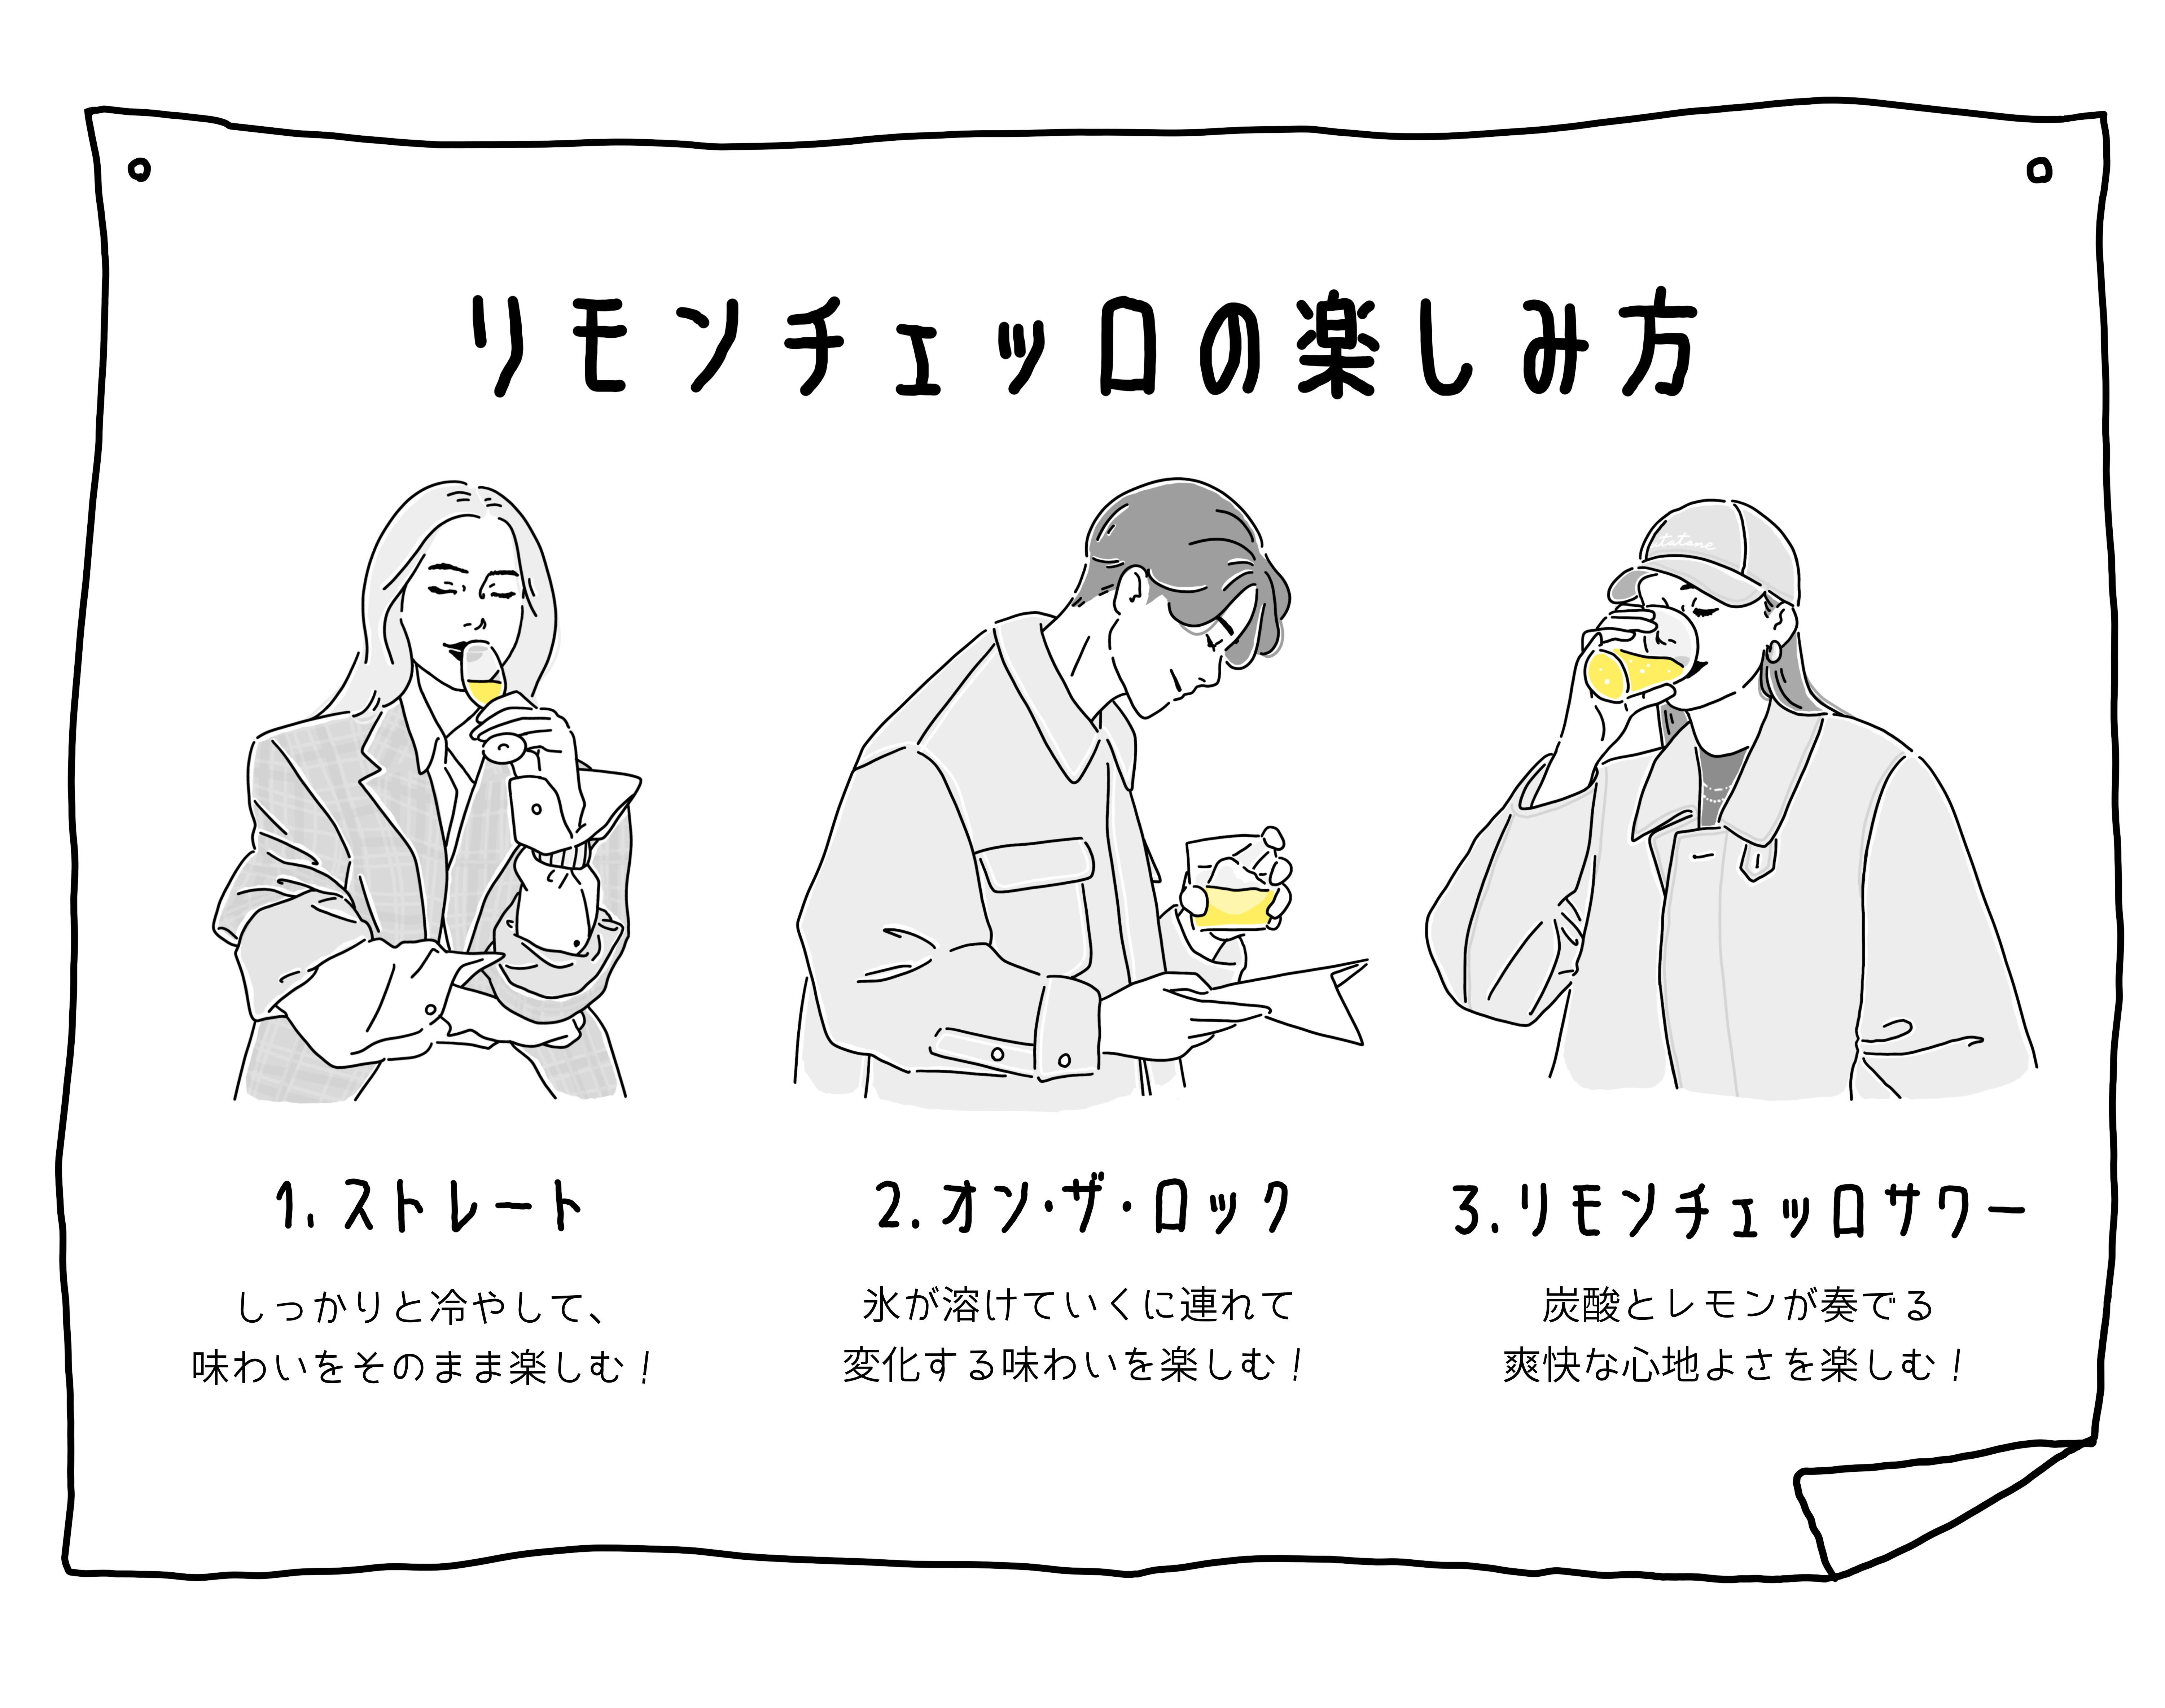 リモンチェッロの楽しみ方
1. ストレート
しっかりと冷やして、
味わいをそのまま楽しむ!
2. オン・ザ・ロック
氷が溶けていくに連れて
変化する味わいを楽しむ!
3. リモンチェッロサワー
炭酸とレモンが奏でる
爽快な心地よさを楽しむ!